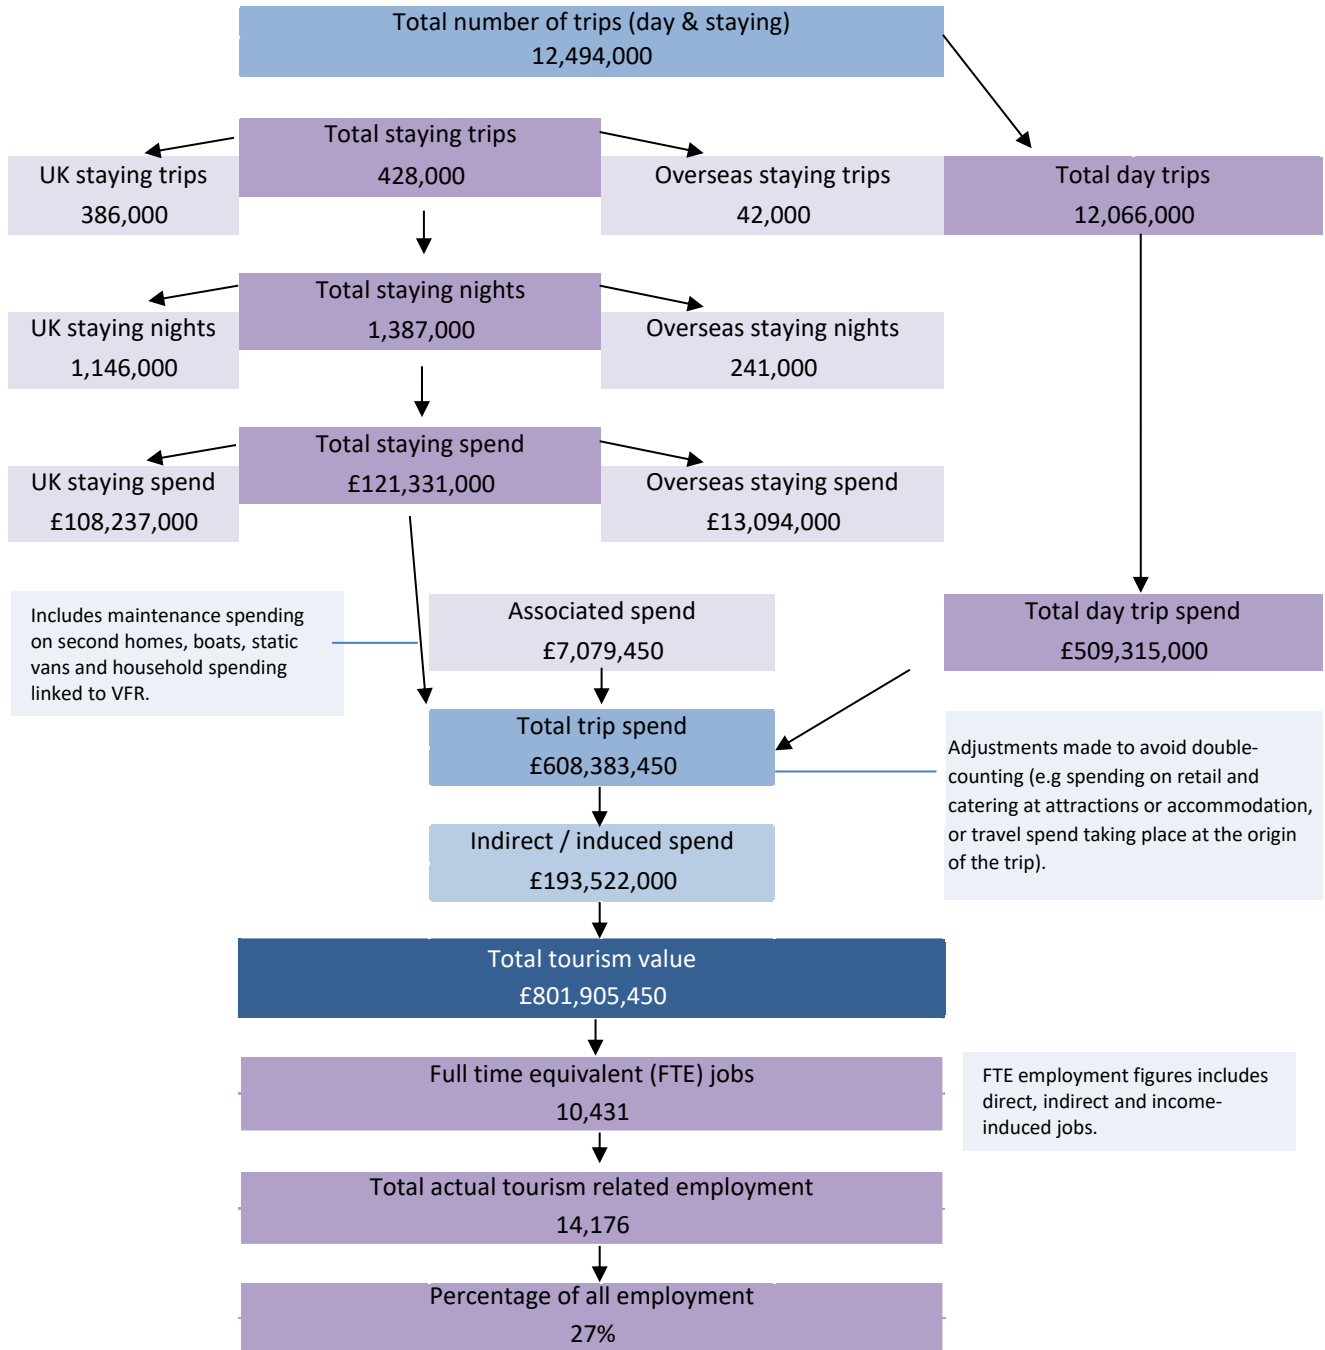 Total number of trips (day & staying)
12,494,000
Total staying trips
428,000
UK staying trips
386,000
Overseas staying trips
42,000
Total day trips
12,066,000
Total staying nights
1,387,000
UK staying nights
1,146,000
Overseas staying nights
241,000
Total staying spend
£121,331,000
UK staying spend
£108,237,000
Overseas staying spend
£13,094,000
Includes maintenance spending
on second homes, boats, static
vans and household spending
linked to VFR.
Associated spend
£7,079,450
Total day trip spend
£509,315,000
Total trip spend
£608,383,450
Adjustments made to avoid double-
counting (e.g spending on retail and
catering at attractions or accommodation,
or travel spend taking place at the origin
of the trip).
Indirect / induced spend
£193,522,000
Total tourism value
£801,905,450
Full time equivalent (FTE) jobs
10,431
FTE employment figures includes
direct, indirect and income-
induced jobs.
Total actual tourism related employment
14,176
Percentage of all employment
27%